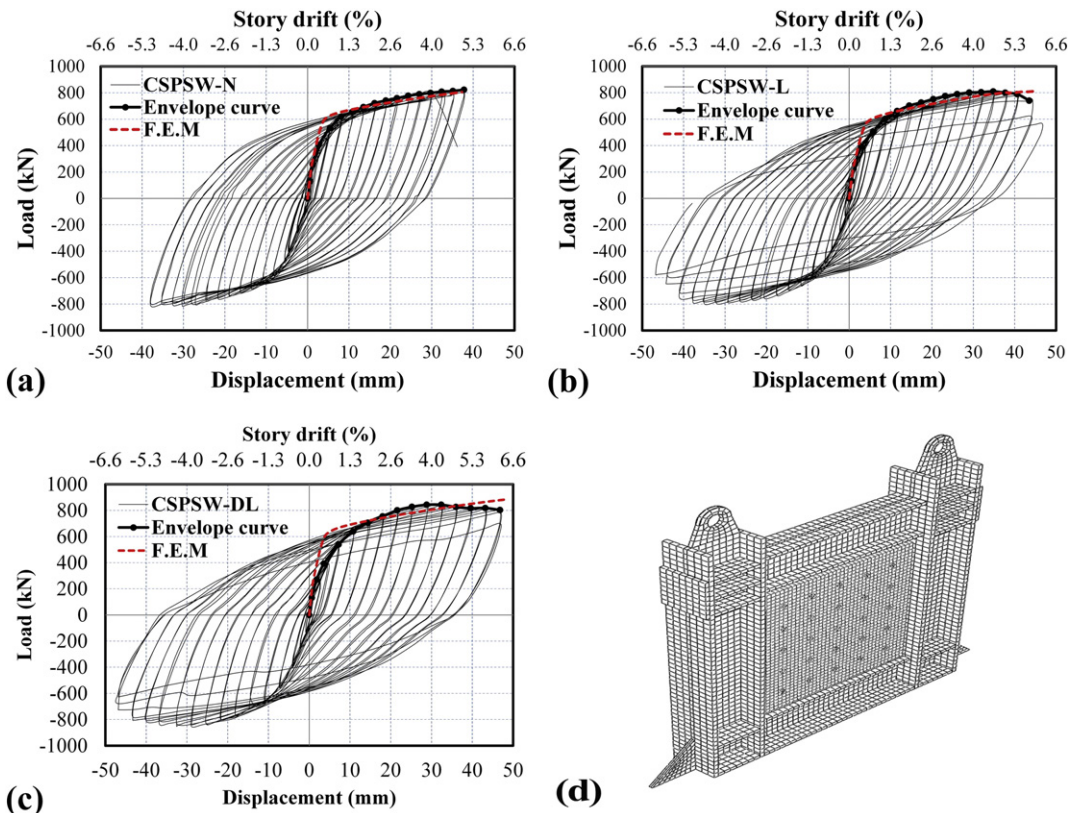 Story drift (%)
-6.6 -5.3 -4.0 -2.6 -1.3 0.0 1.3 2.6 4.0 5.3 6.6
1000
800
600
400
200
0
-200
-400
-600
-800
-1000
Load (kN)
CSPSW-N
Envelope curve
F.E.M
-50 -40 -30 -20 -10 0 10 20 30 40 50
Displacement (mm)
(a)
Story drift (%)
-6.6 -5.3 -4.0 -2.6 -1.3 0.0 1.3 2.6 4.0 5.3 6.6
1000
800
600
400
200
0
-200
-400
-600
-800
-1000
Load (kN)
CSPSW-L
Envelope curve
F.E.M
-50 -40 -30 -20 -10 0 10 20 30 40 50
Displacement (mm)
(b)
Story drift (%)
-6.6 -5.3 -4.0 -2.6 -1.3 0.0 1.3 2.6 4.0 5.3 6.6
1000
800
600
400
200
0
-200
-400
-600
-800
-1000
Load (kN)
CSPSW-DL
Envelope curve
F.E.M
-50 -40 -30 -20 -10 0 10 20 30 40 50
Displacement (mm)
(c)
(d)